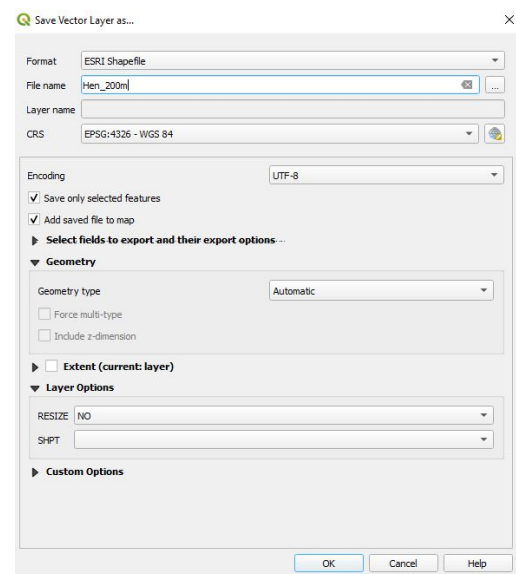 Save Vector Layer as...
Format ESRI Shapefile
File name Hen_200m ...
Layer name
CRS EPSG:4326 - WGS 84
Encoding UTF-8
Save only selected features
Add saved file to map
Select fields to export and their export options
Geometry
Geometry type Automatic
Force multi-type
Include z-dimension
Extent (current: layer)
Layer Options
RESIZE NO
SHPT
Custom Options
OK Cancel Help